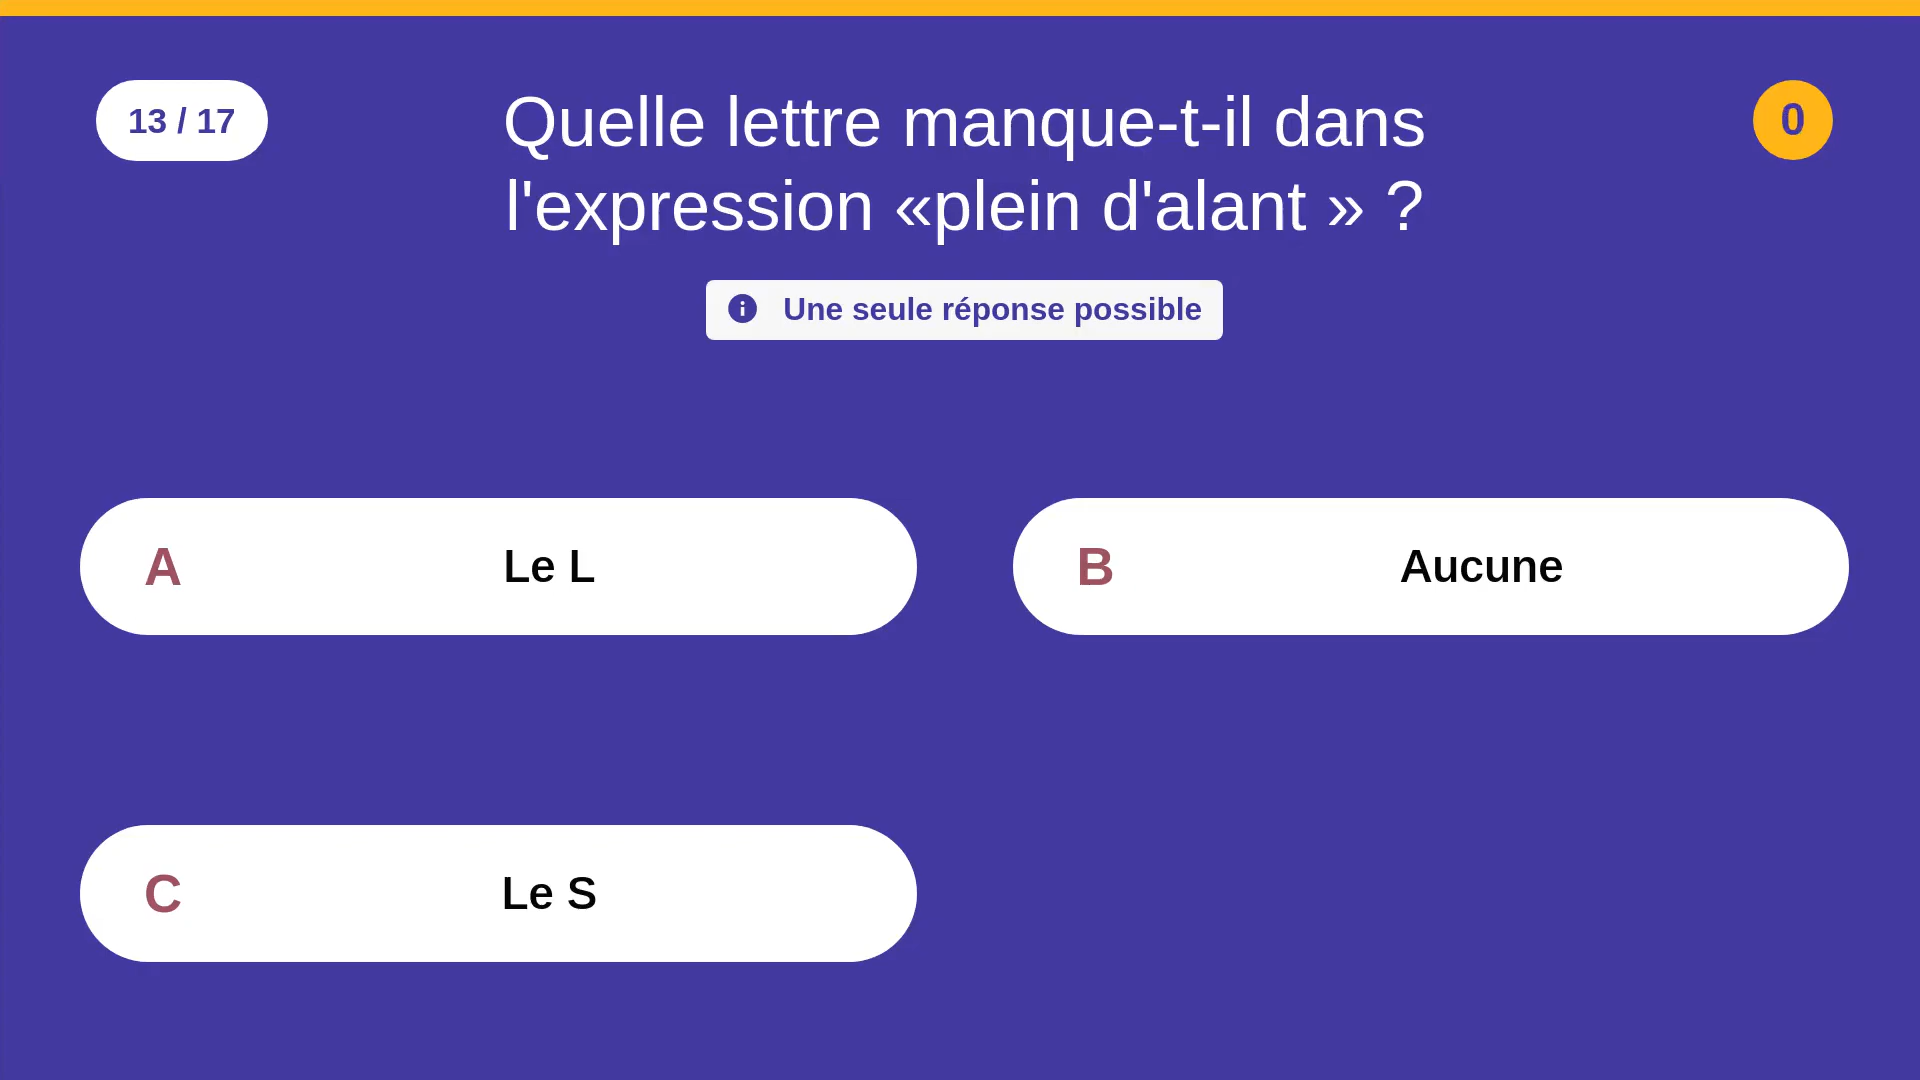 13 / 17
Quelle lettre manque-t-il dans
l'expression «plein d'alant » ?
0
Une seule réponse possible
A Le L
B Aucune
C Le S